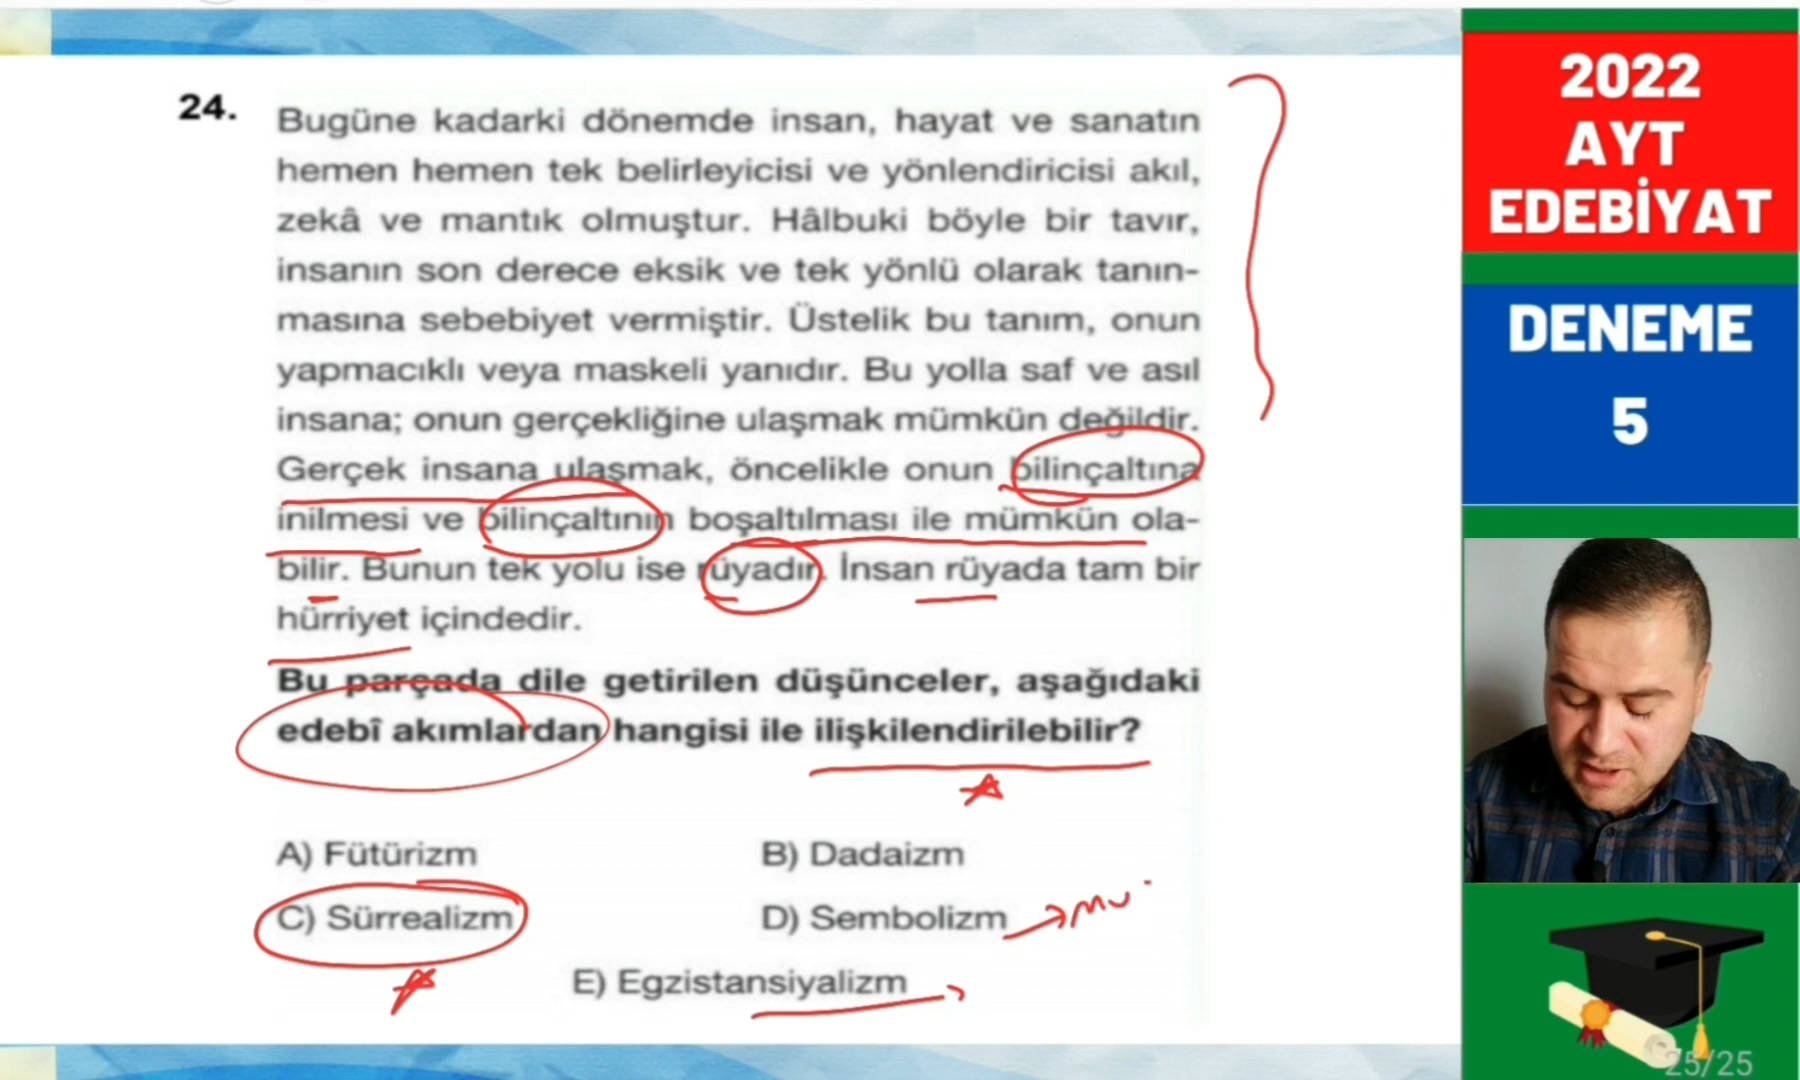 24.
Bugüne kadarki dönemde insan, hayat ve sanatın
hemen hemen tek belirleyicisi ve yönlendiricisi akıl,
zekâ ve mantık olmuştur. Hâlbuki böyle bir tavır,
insanın son derece eksik ve tek yönlü olarak tanın-
masına sebebiyet vermiştir. Üstelik bu tanım, onun
yapmacıklı veya maskeli yanıdır. Bu yolla saf ve asıl
insana; onun gerçekliğine ulaşmak mümkün değildir.
Gerçek insana ulaşmak, öncelikle onun bilinçaltına
inilmesi ve bilinçaltının boşaltılması ile mümkün ola-
bilir. Bunun tek yolu ise rüyadır. İnsan rüyada tam bir
hürriyet içindedir.
Bu parçada dile getirilen düşünceler, aşağıdaki
edebî akımlardan hangisi ile ilişkilendirilebilir?
A) Fütürizm
B) Dadaizm
C) Sürrealizm
D) Sembolizm
mu
E) Egzistansiyalizm
2022
AYT
EDEBİYAT
DENEME
5
25/25